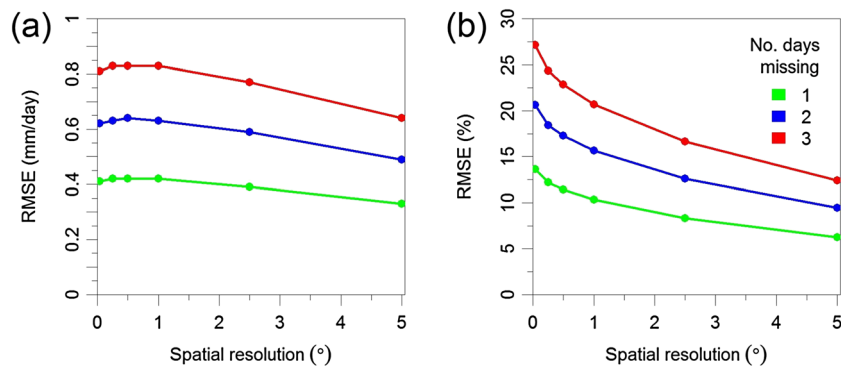 (a)
RMSE (mm/day)
1
0.8
0.6
0.4
0.2
0
0 1 2 3 4 5
Spatial resolution (°)
(b)
RMSE (%)
30
25
20
15
10
5
0
0 1 2 3 4 5
Spatial resolution (°)
No. days
missing
1
2
3